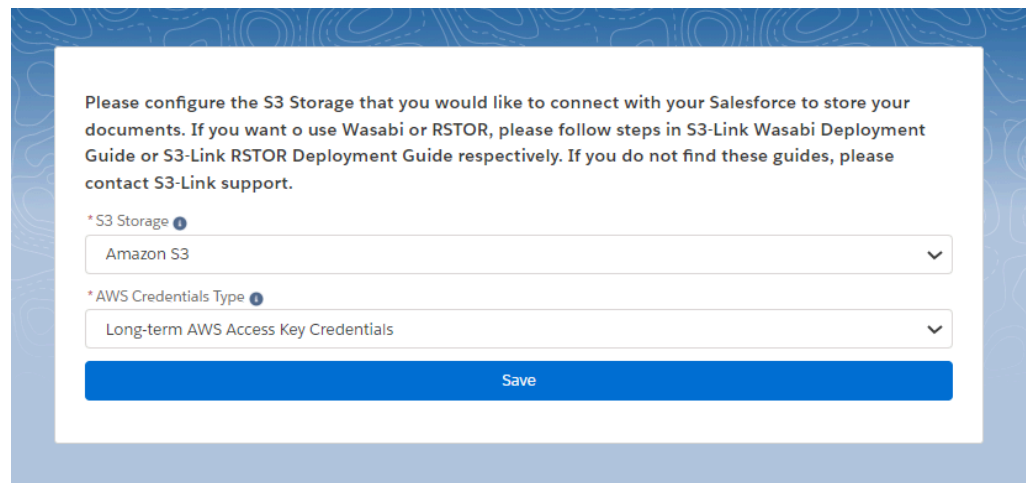 Please configure the S3 Storage that you would like to connect with your Salesforce to store your
documents. If you want o use Wasabi or RSTOR, please follow steps in S3-Link Wasabi Deployment
Guide or S3-Link RSTOR Deployment Guide respectively. If you do not find these guides, please
contact S3-Link support.
*S3 Storage
Amazon S3
*AWS Credentials Type
Long-term AWS Access Key Credentials
Save